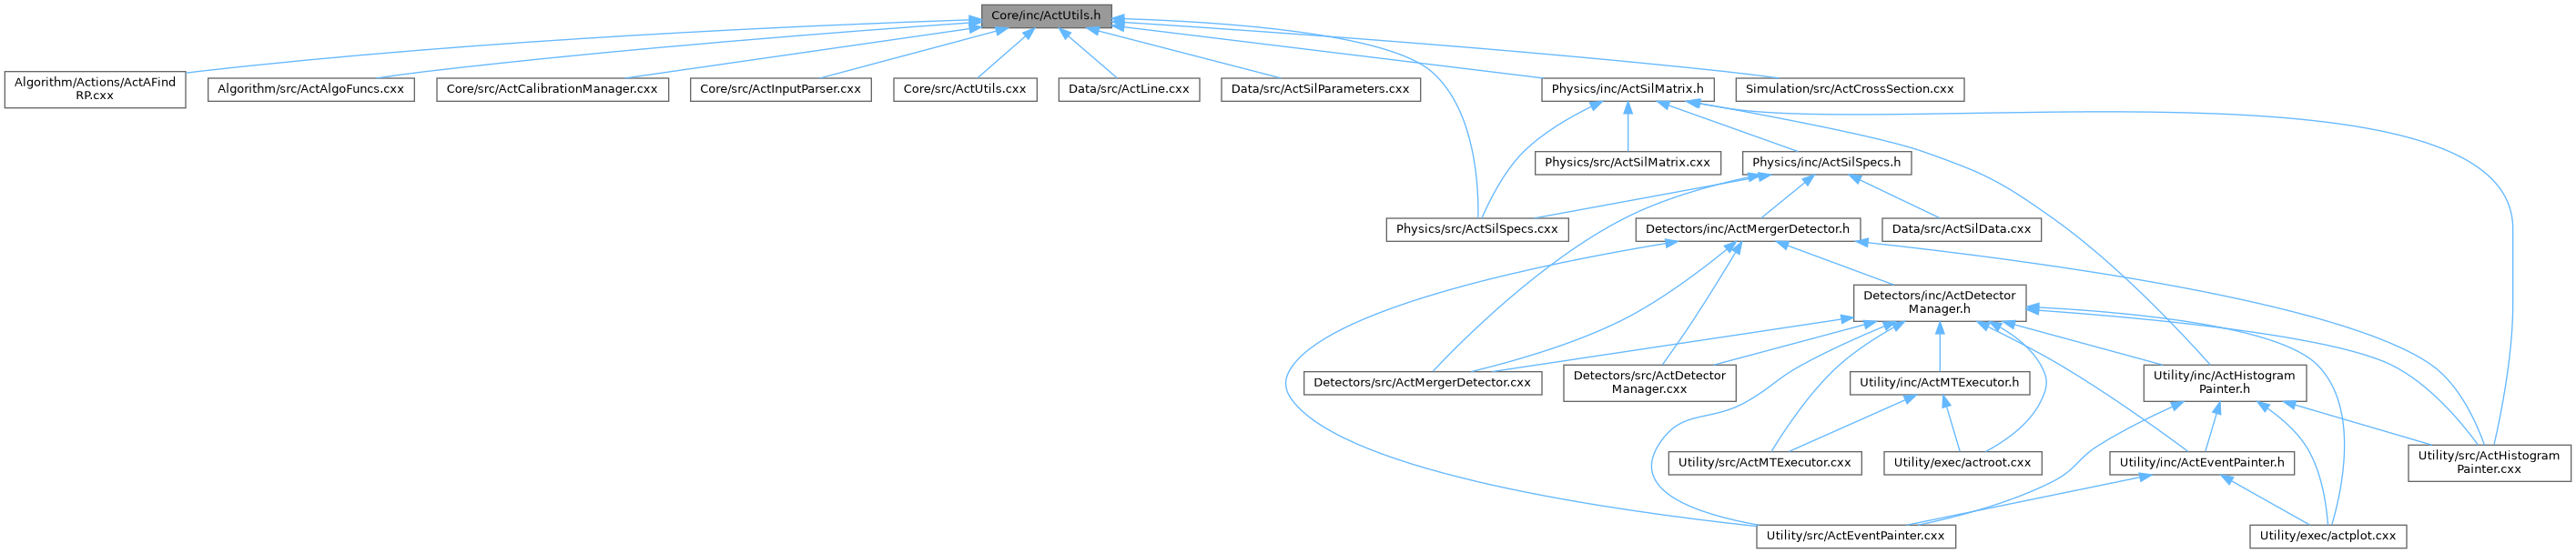 Core/inc/ActUtils.h
Algorithm/Actions/ActAFind
RP.cxx
Algorithm/src/ActAlgoFuncs.cxx
Core/src/ActCalibrationManager.cxx
Core/src/ActInputParser.cxx
Core/src/ActUtils.cxx
Data/src/ActLine.cxx
Data/src/ActSilParameters.cxx
Physics/inc/ActSilMatrix.h
Simulation/src/ActCrossSection.cxx
Physics/src/ActSilMatrix.cxx
Physics/inc/ActSilSpecs.h
Physics/src/ActSilSpecs.cxx
Detectors/inc/ActMergerDetector.h
Data/src/ActSilData.cxx
Detectors/inc/ActDetector
Manager.h
Detectors/src/ActMergerDetector.cxx
Detectors/src/ActDetector
Manager.cxx
Utility/inc/ActMTExecutor.h
Utility/inc/ActHistogram
Painter.h
Utility/src/ActMTExecutor.cxx
Utility/exec/actroot.cxx
Utility/inc/ActEventPainter.h
Utility/src/ActHistogram
Painter.cxx
Utility/src/ActEventPainter.cxx
Utility/exec/actplot.cxx